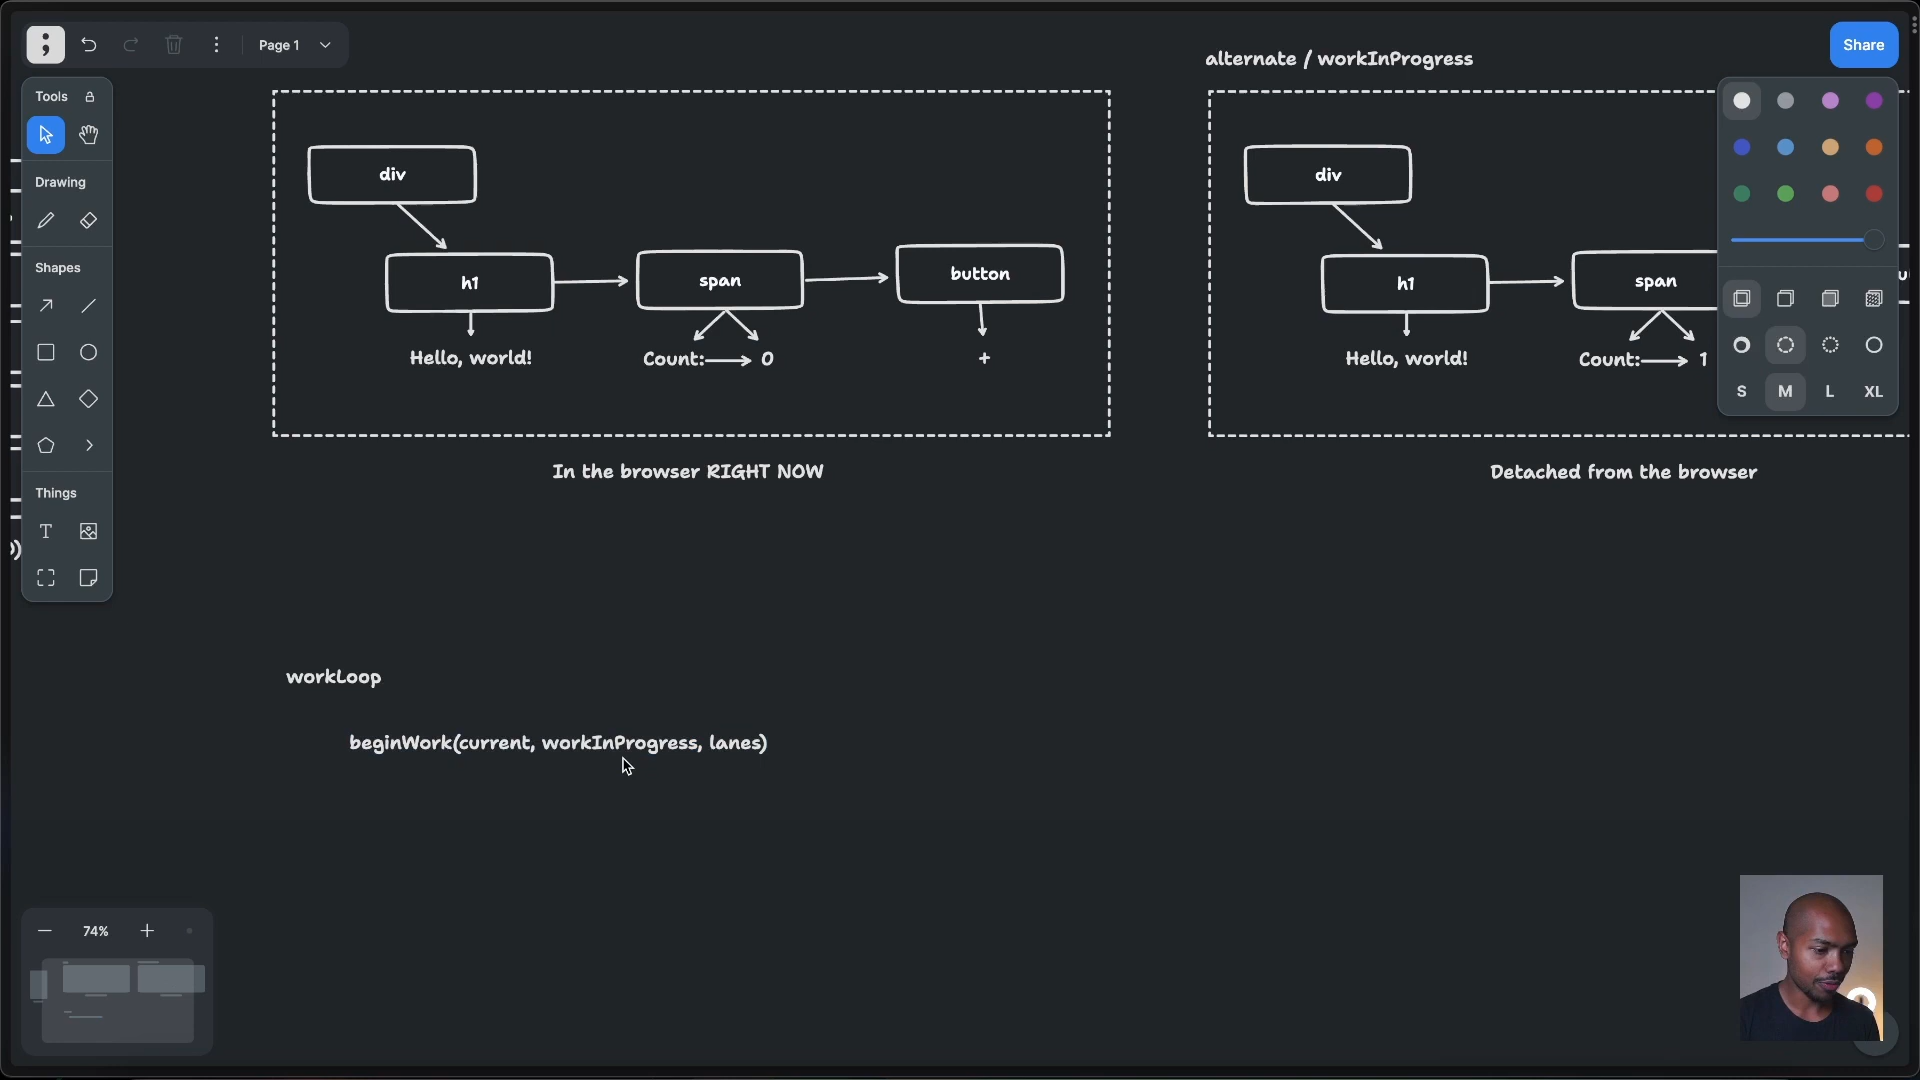 Page 1
Share
alternate / workInProgress
Tools
Drawing
Shapes
Things
div
h1
span
button
Hello, world!
Count:
0
+
In the browser RIGHT NOW
div
h1
span
Hello, world!
Count:
1
Detached from the browser
S
M
L
XL
workLoop
beginWork(current, workInProgress, lanes)
74%